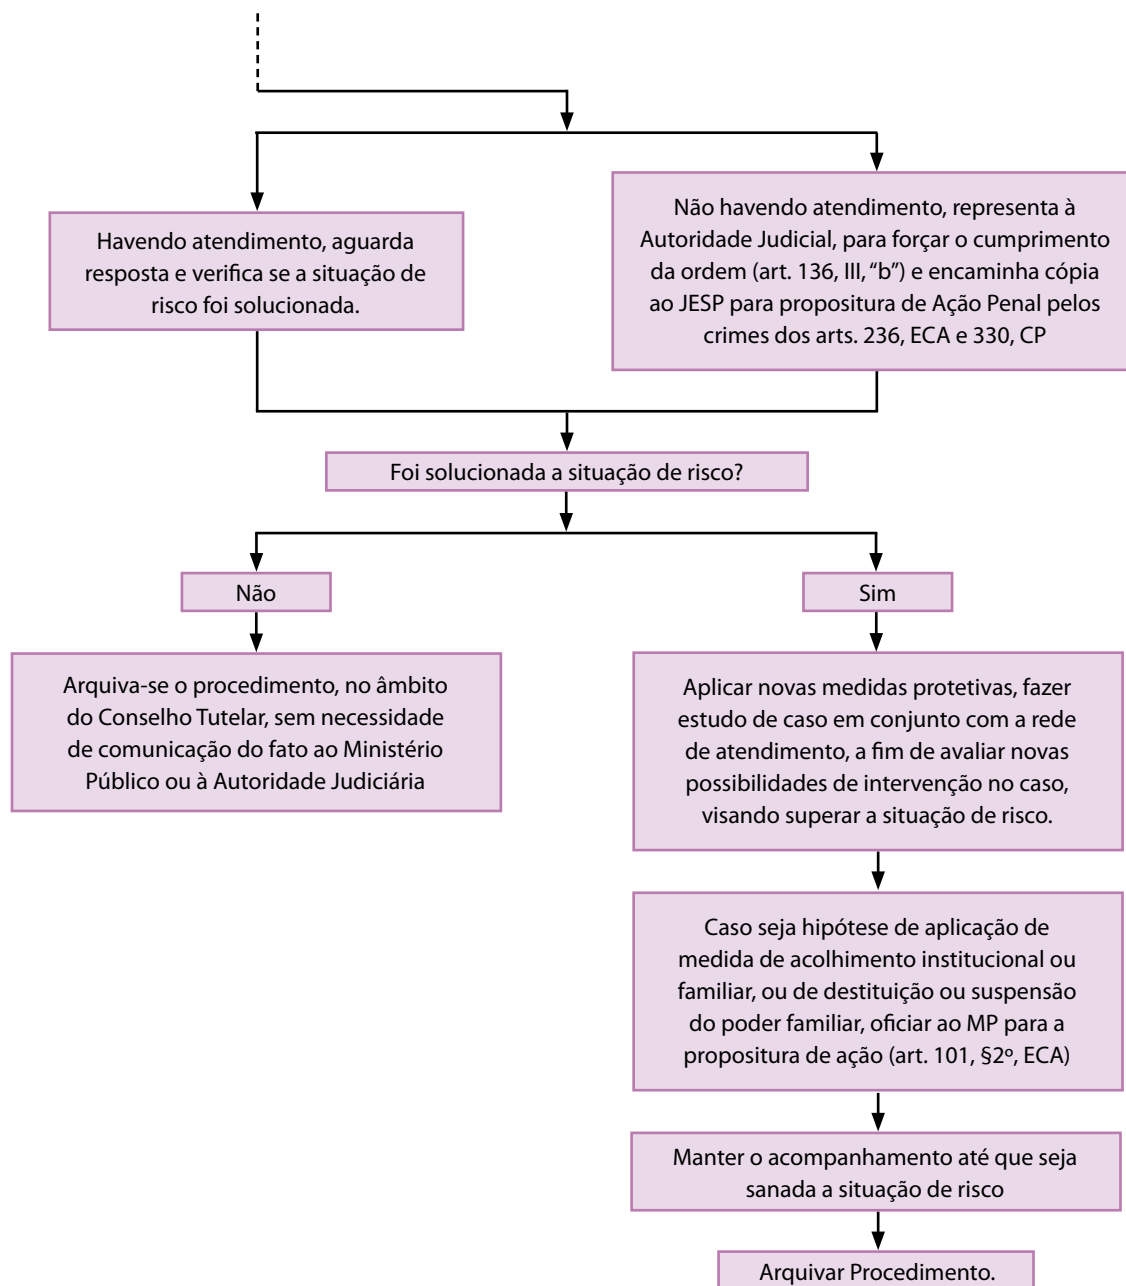 Havendo atendimento, aguarda
resposta e verifica se a situação de
risco foi solucionada.
Não havendo atendimento, representa à
Autoridade Judicial, para forçar o cumprimento
da ordem (art. 136, III, “b”) e encaminha cópia
ao JESP para propositura de Ação Penal pelos
crimes dos arts. 236, ECA e 330, CP
Foi solucionada a situação de risco?
Não
Sim
Arquiva-se o procedimento, no âmbito
do Conselho Tutelar, sem necessidade
de comunicação do fato ao Ministério
Público ou à Autoridade Judiciária
Aplicar novas medidas protetivas, fazer
estudo de caso em conjunto com a rede
de atendimento, a fim de avaliar novas
possibilidades de intervenção no caso,
visando superar a situação de risco.
Caso seja hipótese de aplicação de
medida de acolhimento institucional ou
familiar, ou de destituição ou suspensão
do poder familiar, oficiar ao MP para a
propositura de ação (art. 101, §2º, ECA)
Manter o acompanhamento até que seja
sanada a situação de risco
Arquivar Procedimento.